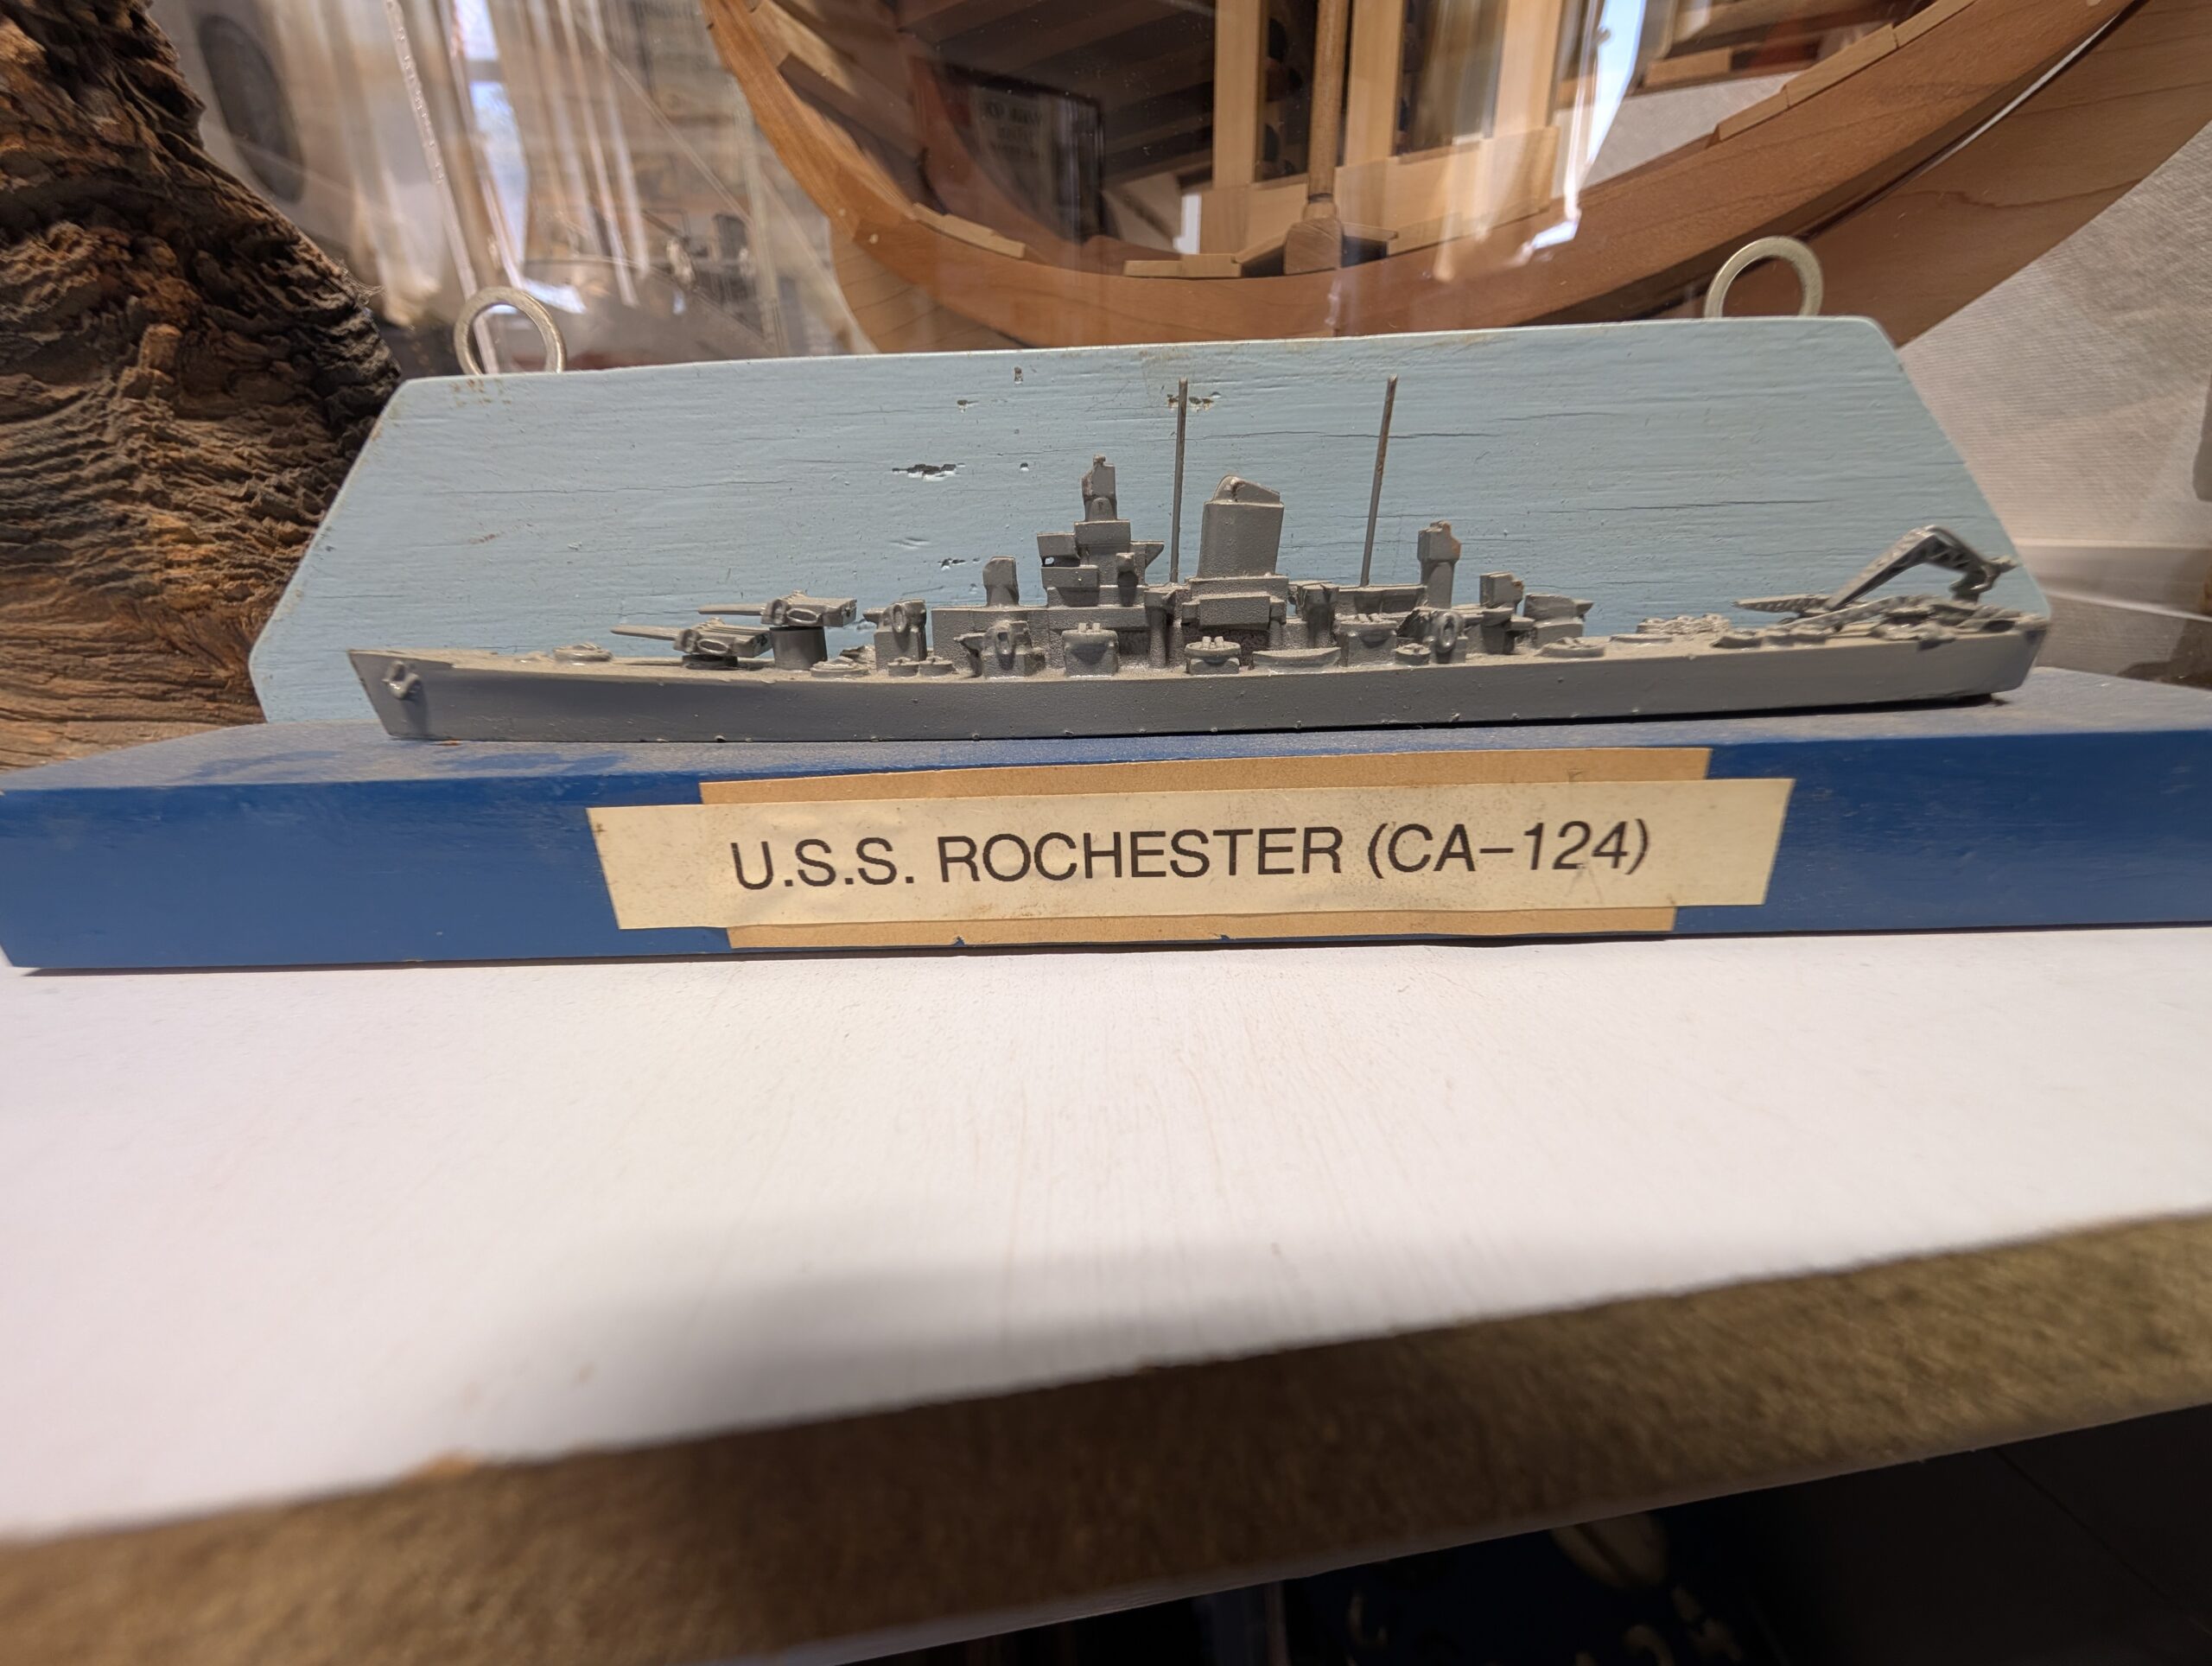 U.S.S. ROCHESTER (CA–124)